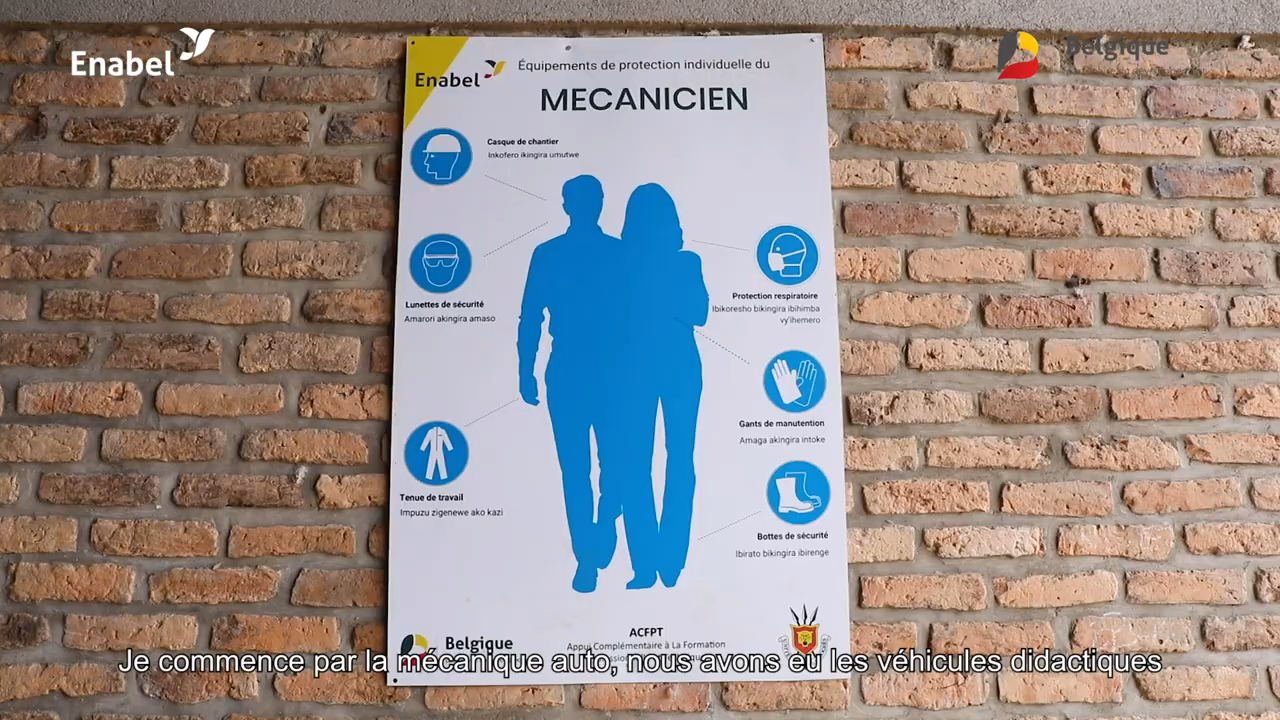 Enabel
Belgique
Enabel
Équipements de protection individuelle du
MECANICIEN
Casque de chantier
Inkofero ikingira umutwe
Lunettes de sécurité
Amarori akingira amaso
Protection respiratoire
Ibikoresho bikingira ibihimba
vy'ihemero
Gants de manutention
Amaga akingira intoke
Tenue de travail
Impuzu zigenewe ako kazi
Bottes de sécurité
Ibirato bikingira ibirenge
Belgique
ACFPT
Appui Complémentaire à La Formation
Je commence par la mécanique auto, nous avons eu les véhicules didactiques